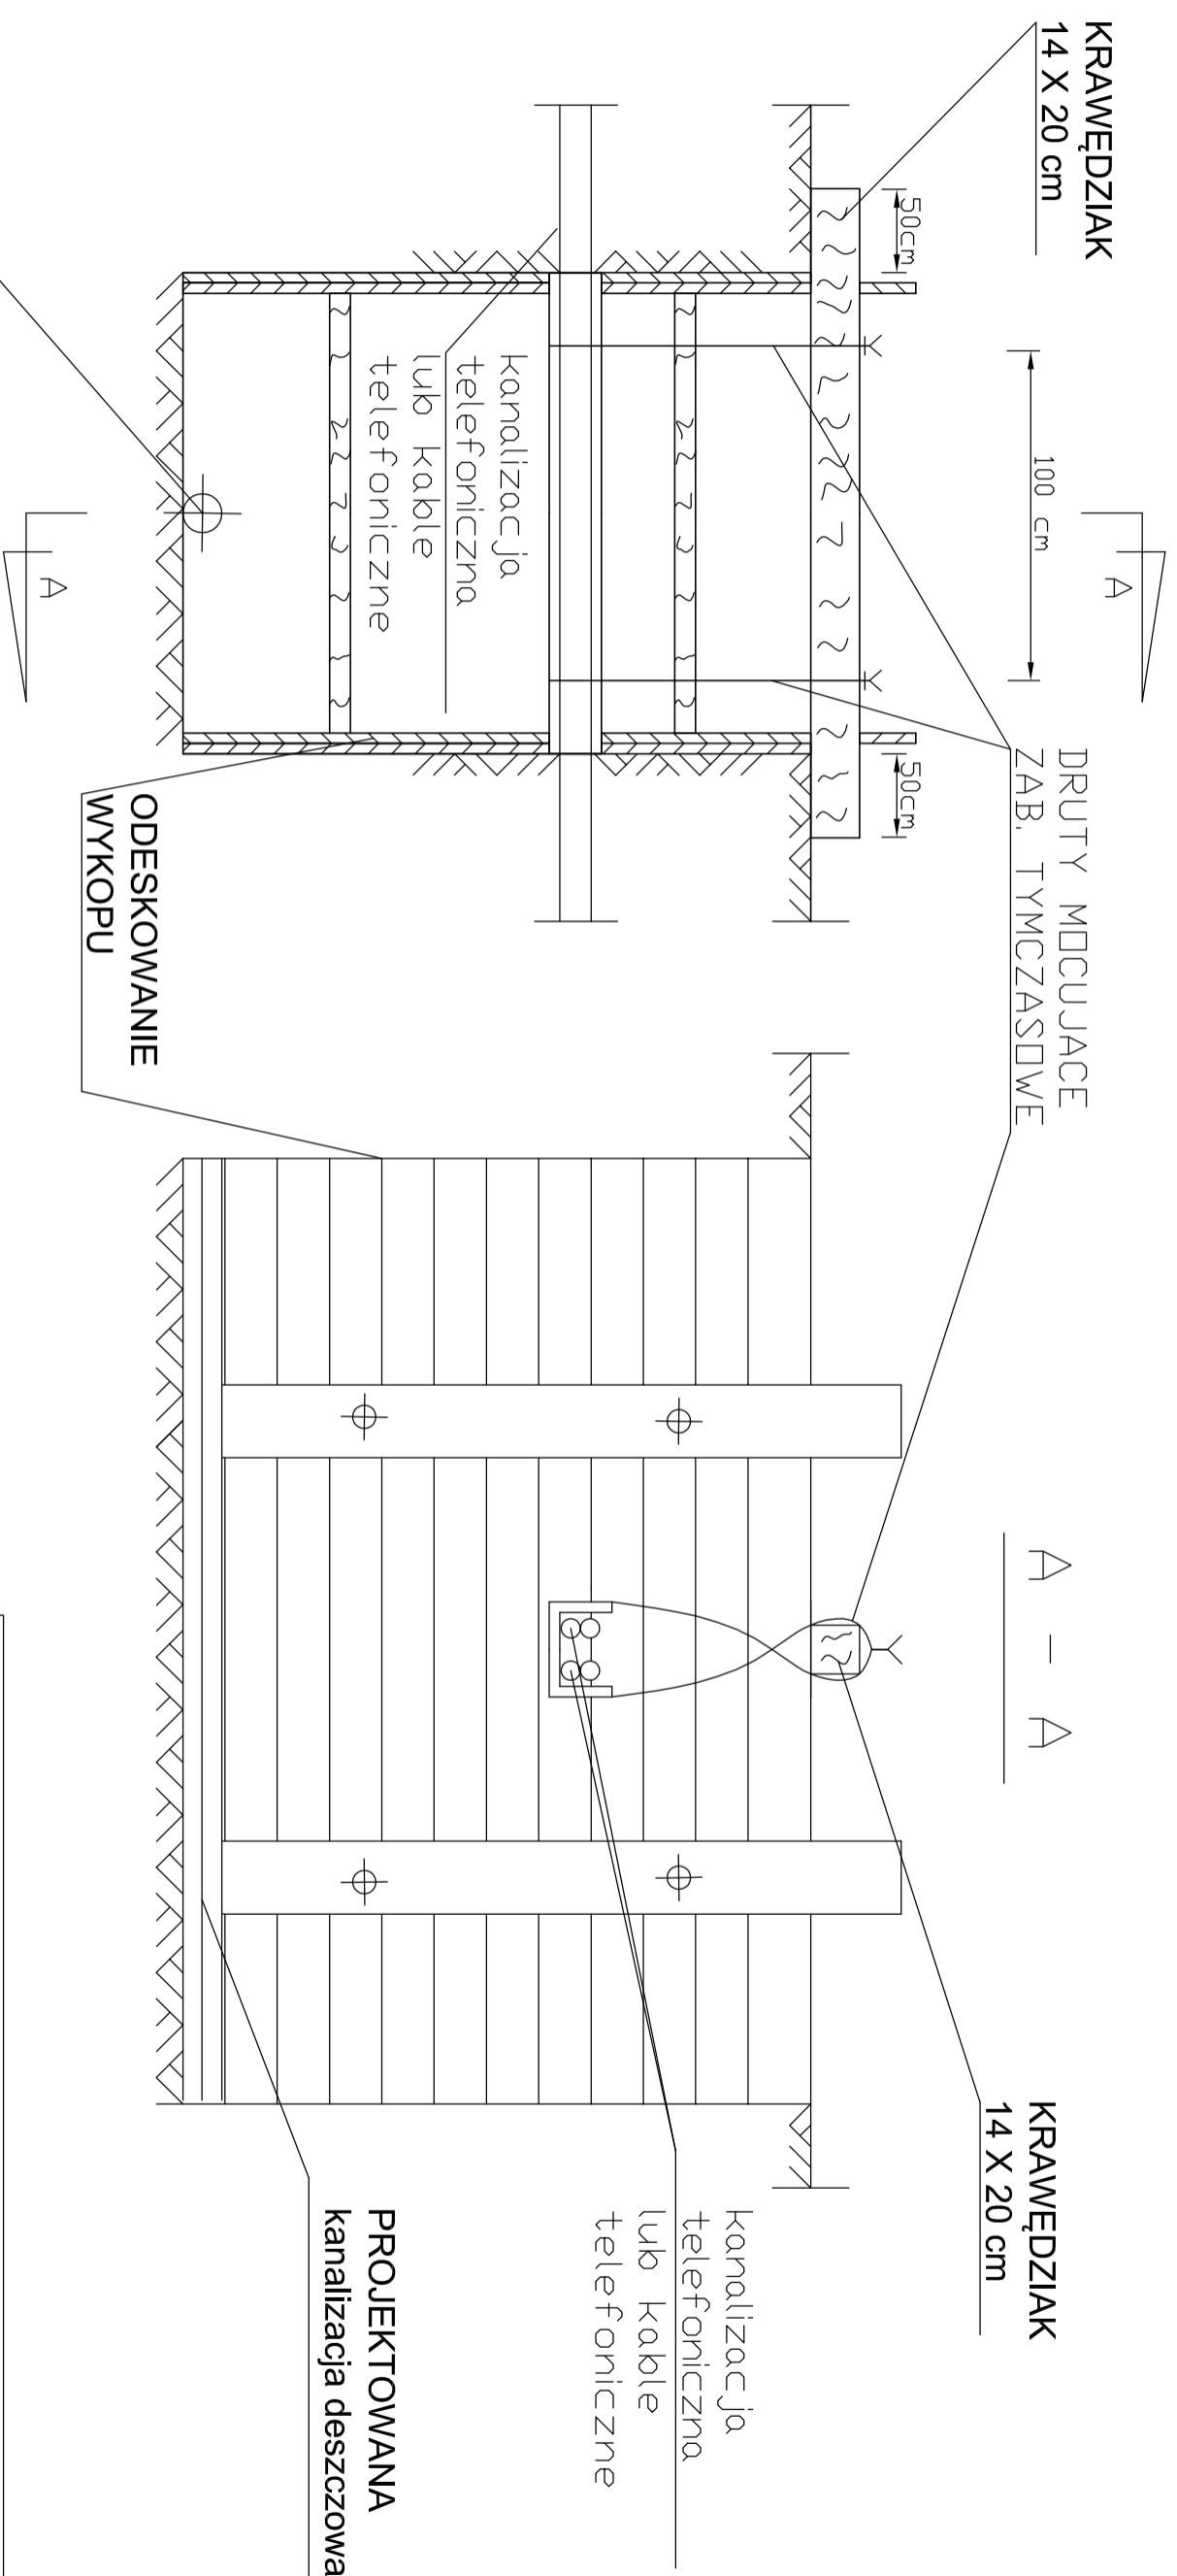 KRAWĘDZIAK
14 X 20 cm
50cm
100 cm
50cm
A
A
DRUTY MOCUJACE
ZAB. TYMCZASOWE
kanalizacja
telefoniczna
lub kable
telefoniczne
ODESKOWANIE
WYKOPU
A – A
KRAWĘDZIAK
14 X 20 cm
kanalizacja
telefoniczna
lub kable
telefoniczne
PROJEKTOWANA
kanalizacja deszczowa